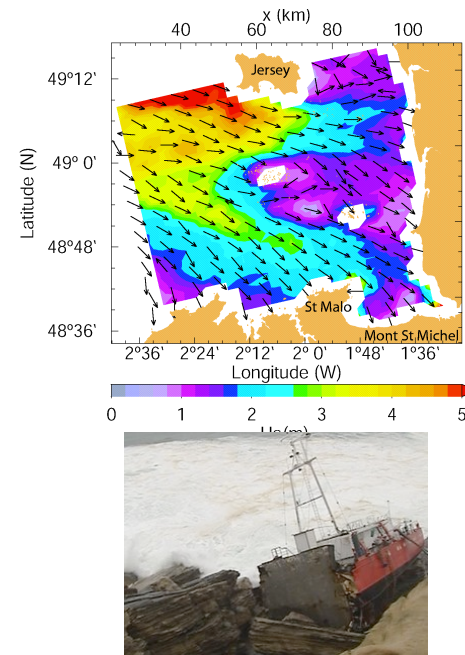 x (km)
40 60 80 100
Jersey
49°12'
49° 0'
48°48'
48°36'
Latitude (N)
St Malo
Mont St Michel
2°36' 2°24' 2°12' 2° 0' 1°48' 1°36'
Longitude (W)
0 1 2 3 4 5
Hs(m)